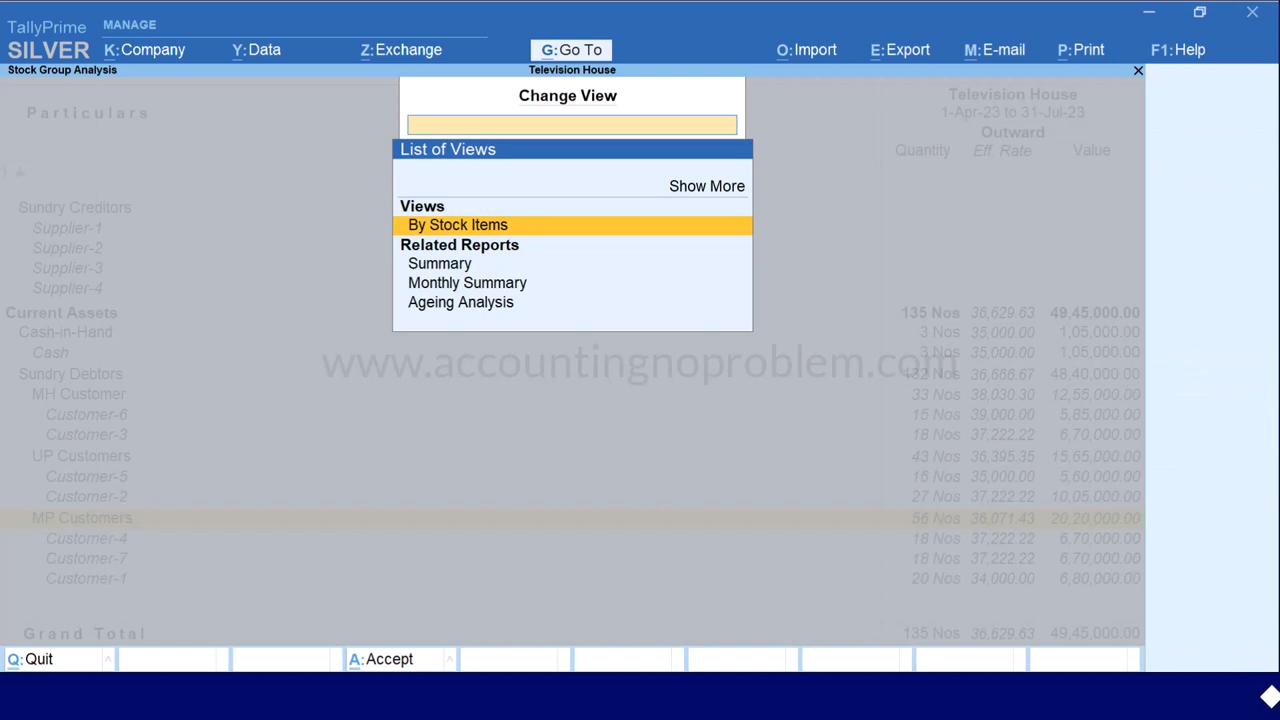 TallyPrime MANAGE
SILVER K:Company Y:Data Z:Exchange G:Go To O:Import E:Export M:E-mail P:Print F1:Help
Stock Group Analysis Television House
Change View
List of Views
Show More
Views
By Stock Items
Related Reports
Summary
Monthly Summary
Ageing Analysis
Particulars
Television House
1-Apr-23 to 31-Jul-23
Outward
Quantity Eff. Rate Value
Sundry Creditors
Supplier-1
Supplier-2
Supplier-3
Supplier-4
Current Assets 135 Nos 36,629.63 49,45,000.00
Cash-in-Hand 3 Nos 35,000.00 1,05,000.00
Cash 3 Nos 35,000.00 1,05,000.00
www.accountingnoproblem.com
Sundry Debtors 132 Nos 36,666.67 48,40,000.00
MH Customer 33 Nos 38,030.30 12,55,000.00
Customer-6 15 Nos 39,000.00 5,85,000.00
Customer-3 18 Nos 37,222.22 6,70,000.00
UP Customers 43 Nos 36,395.35 15,65,000.00
Customer-5 16 Nos 35,000.00 5,60,000.00
Customer-2 27 Nos 37,222.22 10,05,000.00
MP Customers 56 Nos 36,071.43 20,20,000.00
Customer-4 18 Nos 37,222.22 6,70,000.00
Customer-7 18 Nos 37,222.22 6,70,000.00
Customer-1 20 Nos 34,000.00 6,80,000.00
Grand Total 135 Nos 36,629.63 49,45,000.00
Q:Quit A:Accept